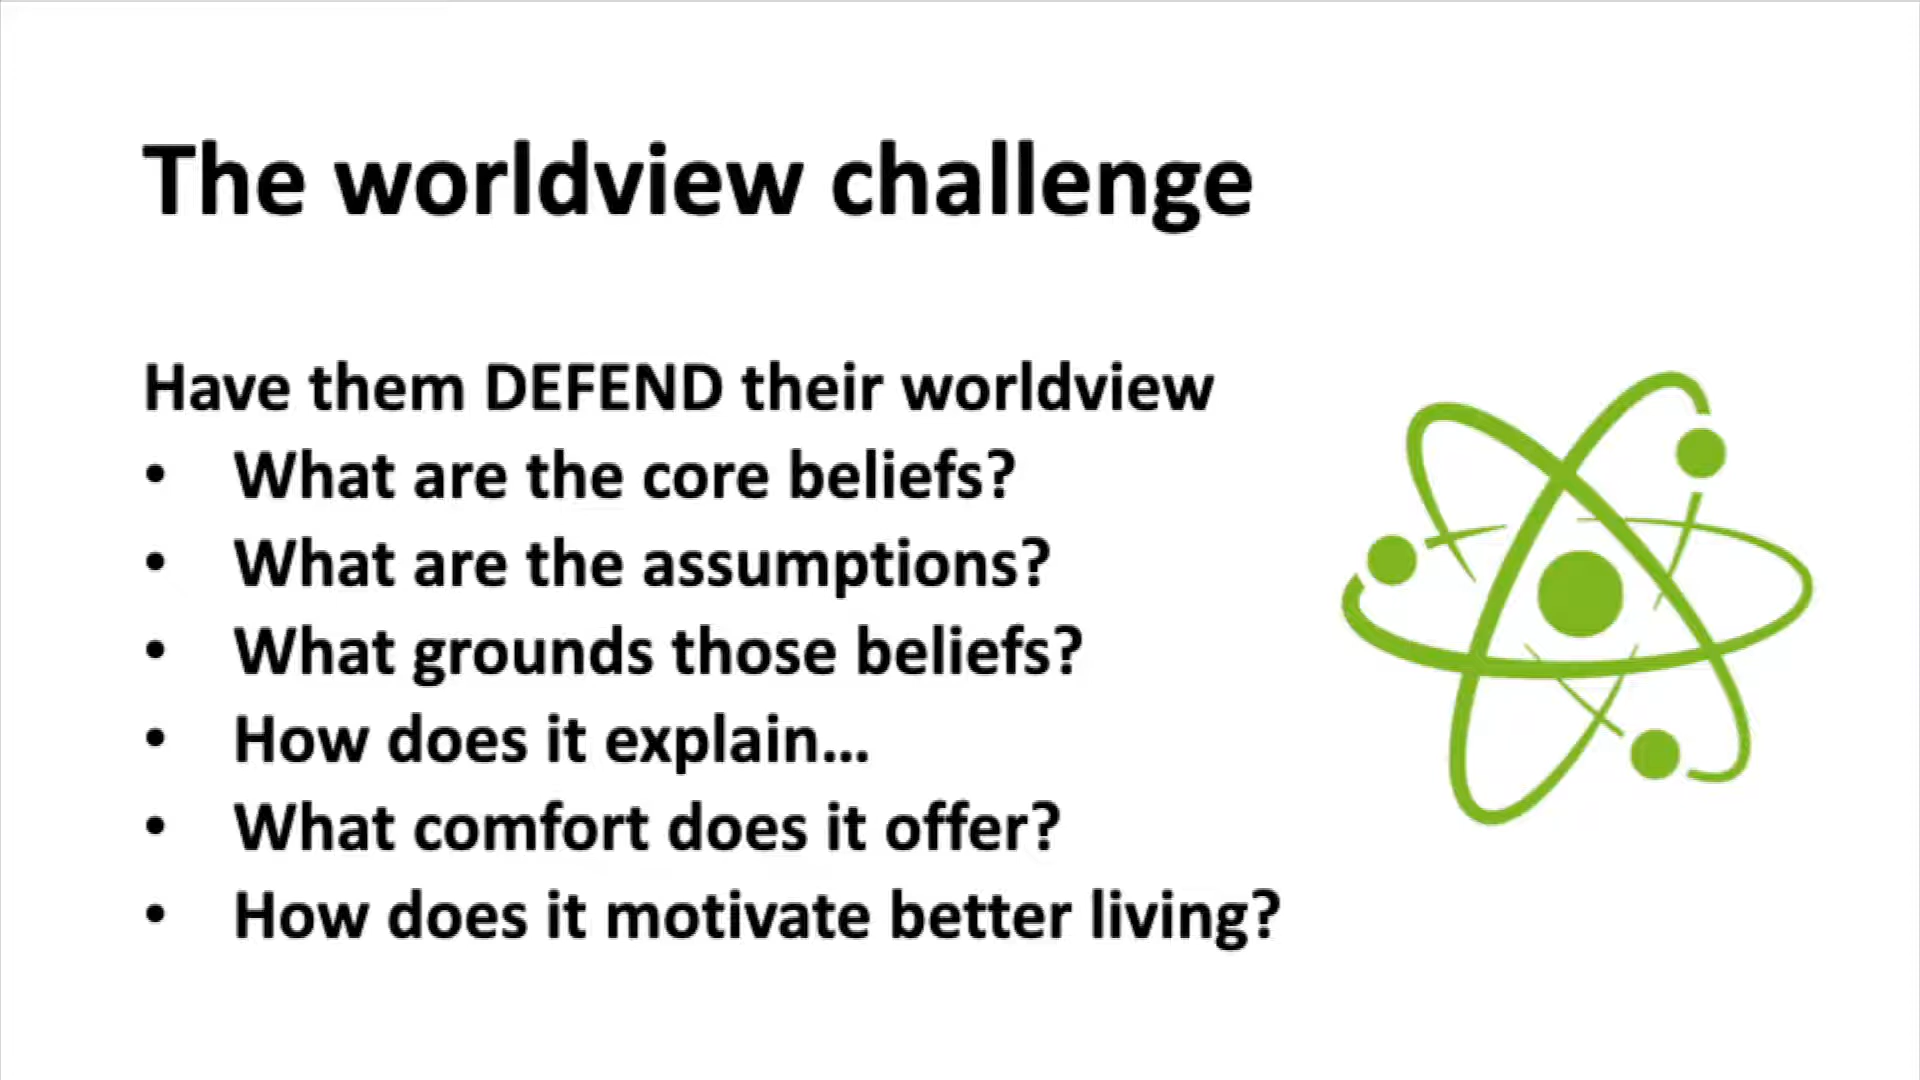 The worldview challenge
Have them DEFEND their worldview
• What are the core beliefs?
• What are the assumptions?
• What grounds those beliefs?
• How does it explain...
• What comfort does it offer?
• How does it motivate better living?